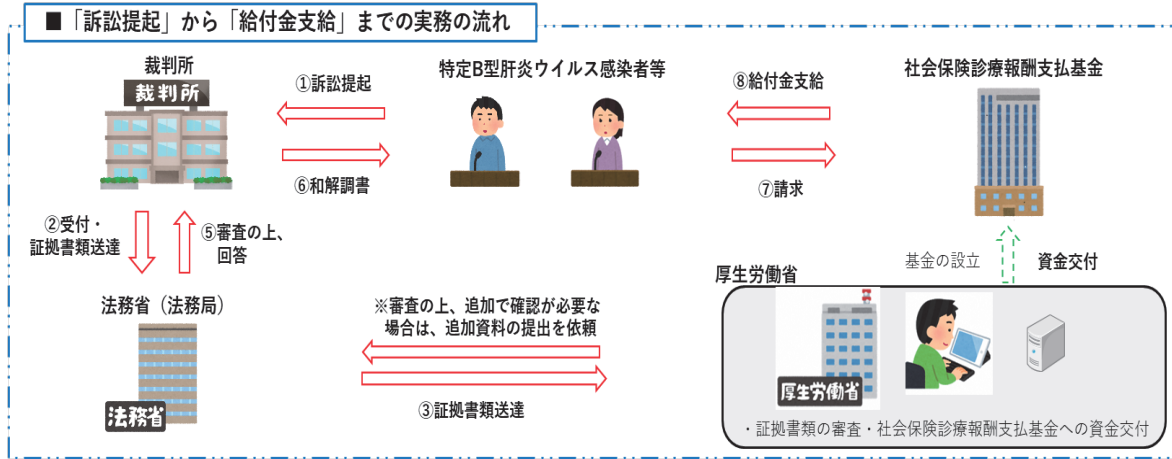 ■「訴訟提起」から「給付金支給」までの実務の流れ
裁判所
裁判所
①訴訟提起
特定B型肝炎ウイルス感染者等
⑧給付金支給
社会保険診療報酬支払基金
⑥和解調書
⑦請求
②受付・
証拠書類送達
⑤審査の上、
回答
基金の設立
資金交付
厚生労働省
法務省（法務局）
※審査の上、追加で確認が必要な
場合は、追加資料の提出を依頼
法務省
③証拠書類送達
厚生労働省
・証拠書類の審査・社会保険診療報酬支払基金への資金交付